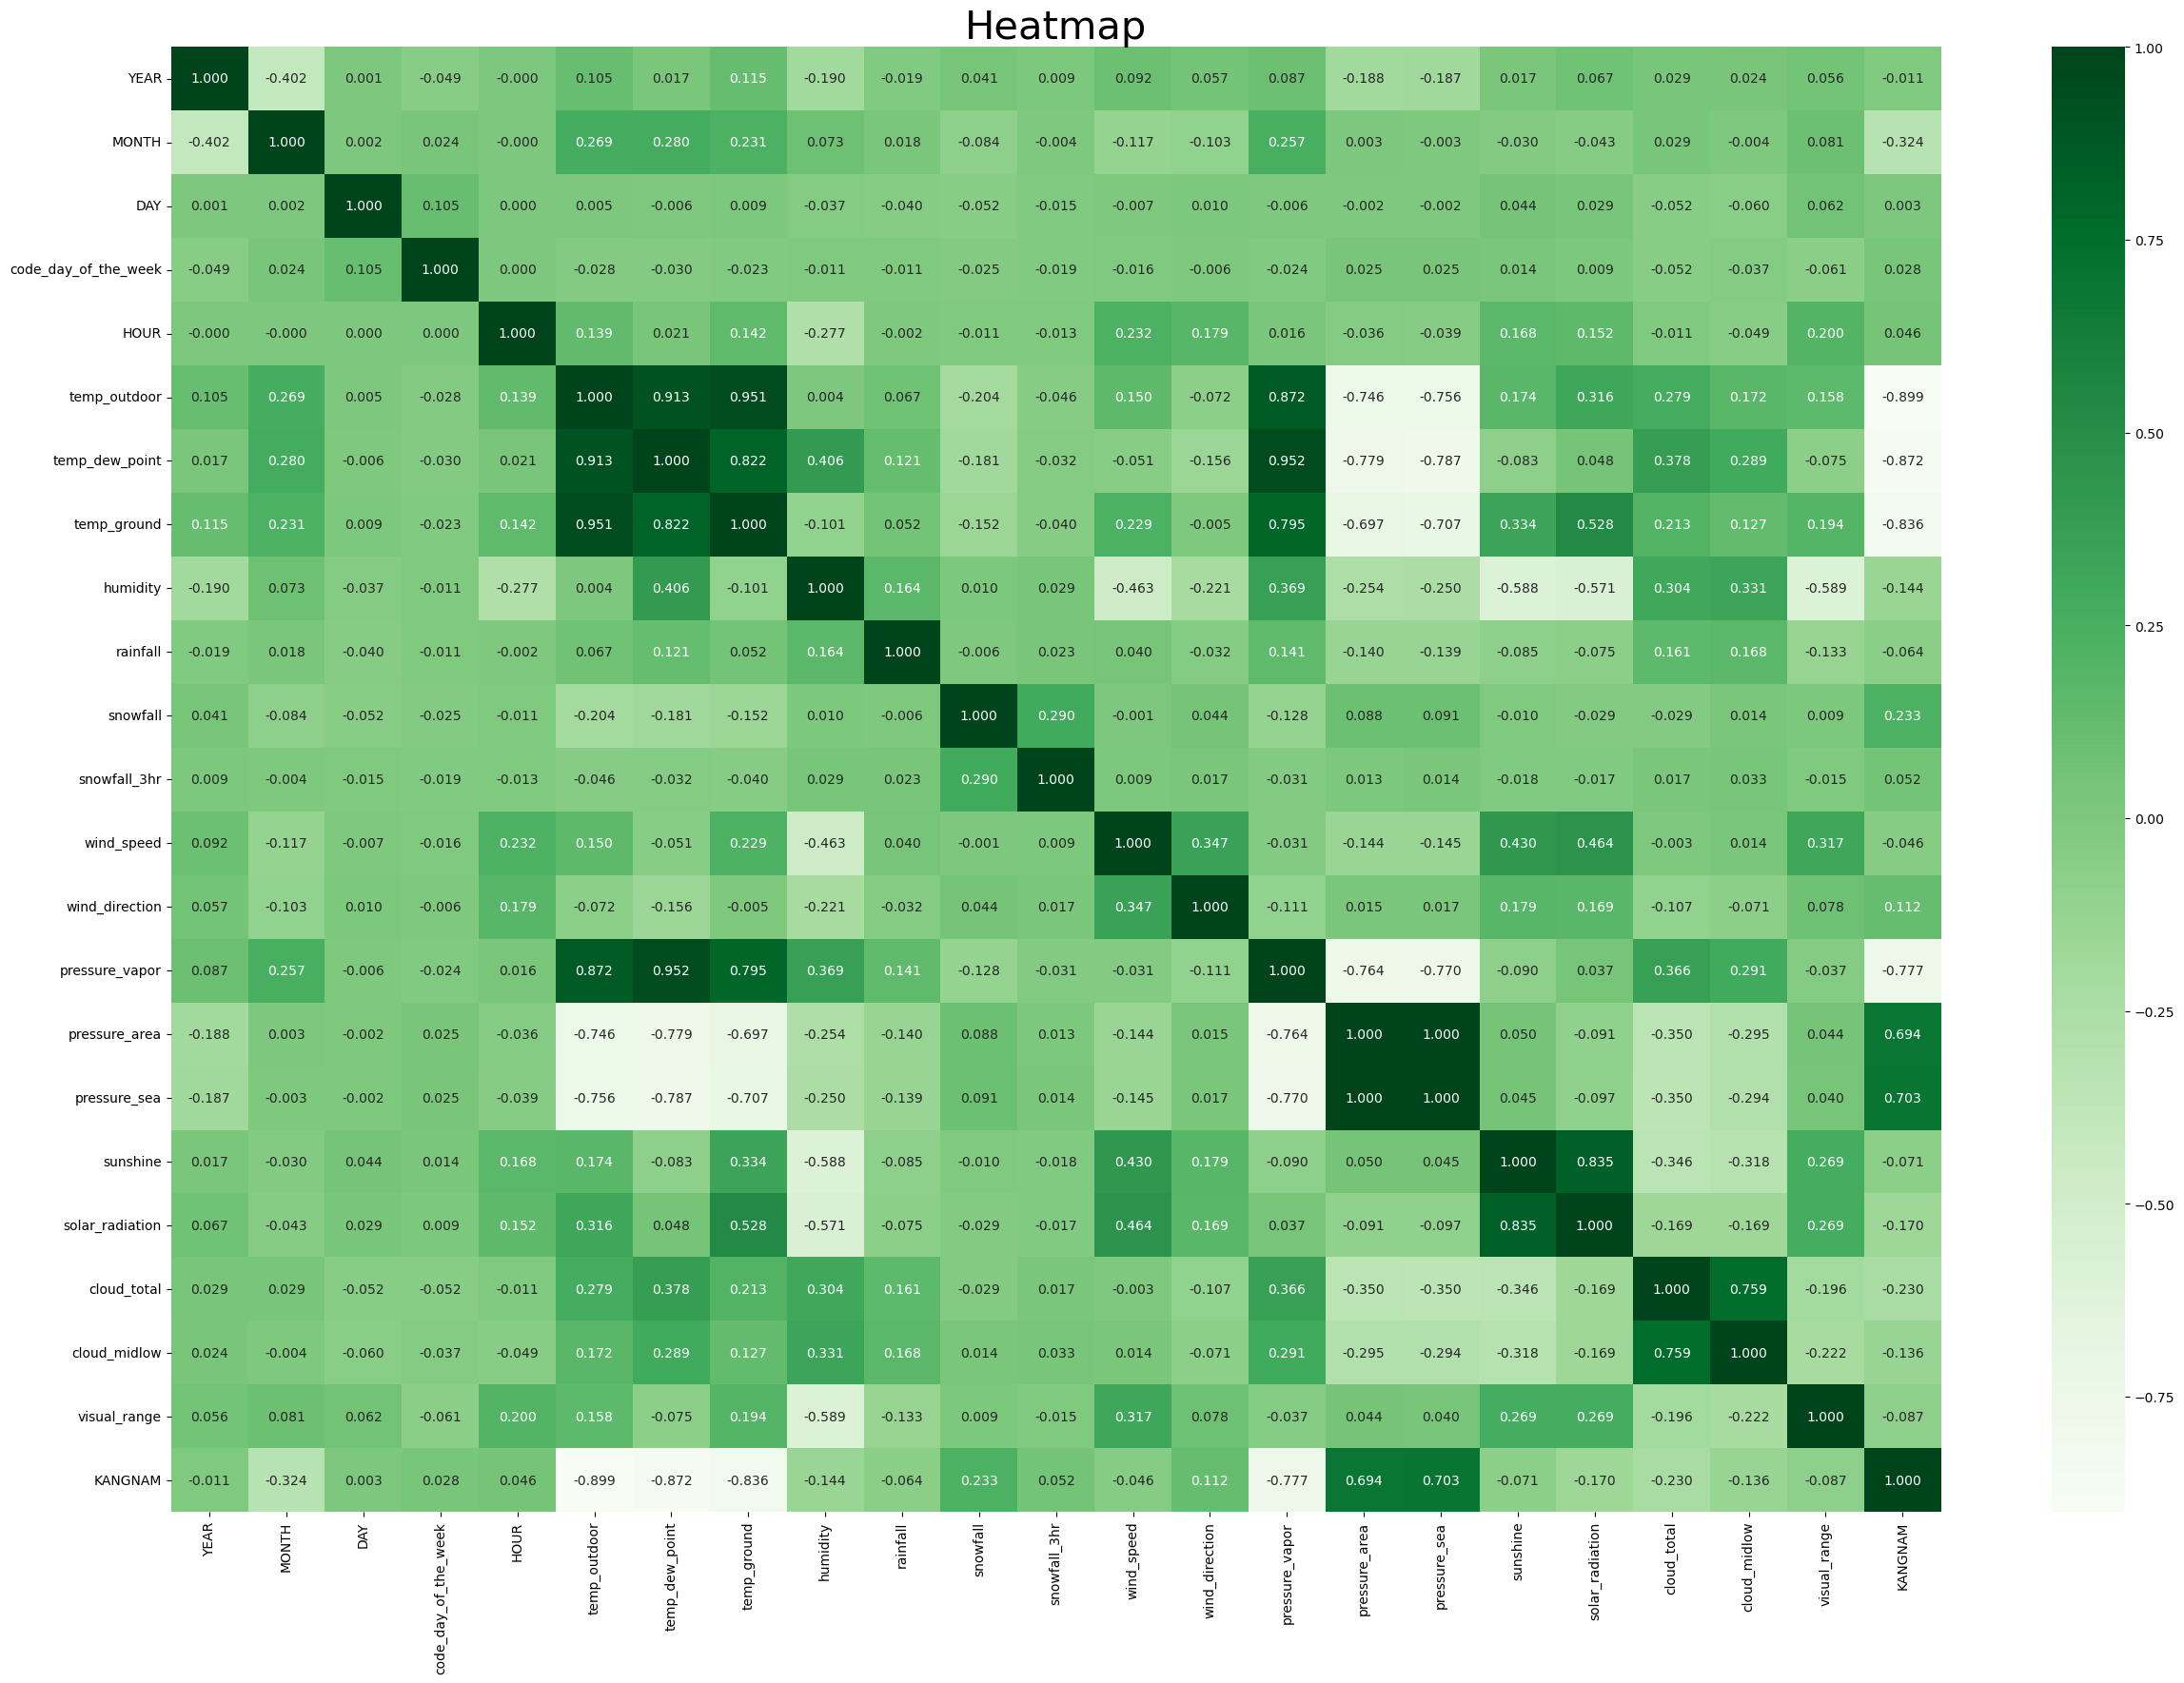 Heatmap
YEAR 1.000 -0.402 0.001 -0.049 -0.000 0.105 0.017 0.115 -0.190 -0.019 0.041 0.009 0.092 0.057 0.087 -0.188 -0.187 0.017 0.067 0.029 0.024 0.056 -0.011
MONTH -0.402 1.000 0.002 0.024 -0.000 0.269 0.280 0.231 0.073 0.018 -0.084 -0.004 -0.117 -0.103 0.257 0.003 -0.003 -0.030 -0.043 0.029 -0.004 0.081 -0.324
DAY 0.001 0.002 1.000 0.105 0.000 0.005 -0.006 0.009 -0.037 -0.040 -0.052 -0.015 -0.007 0.010 -0.006 -0.002 -0.002 0.044 0.029 -0.052 -0.060 0.062 0.003
code_day_of_the_week -0.049 0.024 0.105 1.000 0.000 -0.028 -0.030 -0.023 -0.011 -0.011 -0.025 -0.019 -0.016 -0.006 -0.024 0.025 0.025 0.014 0.009 -0.052 -0.037 -0.061 0.028
HOUR -0.000 -0.000 0.000 0.000 1.000 0.139 0.021 0.142 -0.277 -0.002 -0.011 -0.013 0.232 0.179 0.016 -0.036 -0.039 0.168 0.152 -0.011 -0.049 0.200 0.046
temp_outdoor 0.105 0.269 0.005 -0.028 0.139 1.000 0.913 0.951 0.004 0.067 -0.204 -0.046 0.150 -0.072 0.872 -0.746 -0.756 0.174 0.316 0.279 0.172 0.158 -0.899
temp_dew_point 0.017 0.280 -0.006 -0.030 0.021 0.913 1.000 0.822 0.406 0.121 -0.181 -0.032 -0.051 -0.156 0.952 -0.779 -0.787 -0.083 0.048 0.378 0.289 -0.075 -0.872
temp_ground 0.115 0.231 0.009 -0.023 0.142 0.951 0.822 1.000 -0.101 0.052 -0.152 -0.040 0.229 -0.005 0.795 -0.697 -0.707 0.334 0.528 0.213 0.127 0.194 -0.836
humidity -0.190 0.073 -0.037 -0.011 -0.277 0.004 0.406 -0.101 1.000 0.164 0.010 0.029 -0.463 -0.221 0.369 -0.254 -0.250 -0.588 -0.571 0.304 0.331 -0.589 -0.144
rainfall -0.019 0.018 -0.040 -0.011 -0.002 0.067 0.121 0.052 0.164 1.000 -0.006 0.023 0.040 -0.032 0.141 -0.140 -0.139 -0.085 -0.075 0.161 0.168 -0.133 -0.064
snowfall 0.041 -0.084 -0.052 -0.025 -0.011 -0.204 -0.181 -0.152 0.010 -0.006 1.000 0.290 -0.001 0.044 -0.128 0.088 0.091 -0.010 -0.029 -0.029 0.014 0.009 0.233
snowfall_3hr 0.009 -0.004 -0.015 -0.019 -0.013 -0.046 -0.032 -0.040 0.029 0.023 0.290 1.000 0.009 0.017 -0.031 0.013 0.014 -0.018 -0.017 0.017 0.033 -0.015 0.052
wind_speed 0.092 -0.117 -0.007 -0.016 0.232 0.150 -0.051 0.229 -0.463 0.040 -0.001 0.009 1.000 0.347 -0.031 -0.144 -0.145 0.430 0.464 -0.003 0.014 0.317 -0.046
wind_direction 0.057 -0.103 0.010 -0.006 0.179 -0.072 -0.156 -0.005 -0.221 -0.032 0.044 0.017 0.347 1.000 -0.111 0.015 0.017 0.179 0.169 -0.107 -0.071 0.078 0.112
pressure_vapor 0.087 0.257 -0.006 -0.024 0.016 0.872 0.952 0.795 0.369 0.141 -0.128 -0.031 -0.031 -0.111 1.000 -0.764 -0.770 -0.090 0.037 0.366 0.291 -0.037 -0.777
pressure_area -0.188 0.003 -0.002 0.025 -0.036 -0.746 -0.779 -0.697 -0.254 -0.140 0.088 0.013 -0.144 0.015 -0.764 1.000 1.000 0.050 -0.091 -0.350 -0.295 0.044 0.694
pressure_sea -0.187 -0.003 -0.002 0.025 -0.039 -0.756 -0.787 -0.707 -0.250 -0.139 0.091 0.014 -0.145 0.017 -0.770 1.000 1.000 0.045 -0.097 -0.350 -0.294 0.040 0.703
sunshine 0.017 -0.030 0.044 0.014 0.168 0.174 -0.083 0.334 -0.588 -0.085 -0.010 -0.018 0.430 0.179 -0.090 0.050 0.045 1.000 0.835 -0.346 -0.318 0.269 -0.071
solar_radiation 0.067 -0.043 0.029 0.009 0.152 0.316 0.048 0.528 -0.571 -0.075 -0.029 -0.017 0.464 0.169 0.037 -0.091 -0.097 0.835 1.000 -0.169 -0.169 0.269 -0.170
cloud_total 0.029 0.029 -0.052 -0.052 -0.011 0.279 0.378 0.213 0.304 0.161 -0.029 0.017 -0.003 -0.107 0.366 -0.350 -0.350 -0.346 -0.169 1.000 0.759 -0.196 -0.230
cloud_midlow 0.024 -0.004 -0.060 -0.037 -0.049 0.172 0.289 0.127 0.331 0.168 0.014 0.033 0.014 -0.071 0.291 -0.295 -0.294 -0.318 -0.169 0.759 1.000 -0.222 -0.136
visual_range 0.056 0.081 0.062 -0.061 0.200 0.158 -0.075 0.194 -0.589 -0.133 0.009 -0.015 0.317 0.078 -0.037 0.044 0.040 0.269 0.269 -0.196 -0.222 1.000 -0.087
KANGNAM -0.011 -0.324 0.003 0.028 0.046 -0.899 -0.872 -0.836 -0.144 -0.064 0.233 0.052 -0.046 0.112 -0.777 0.694 0.703 -0.071 -0.170 -0.230 -0.136 -0.087 1.000
YEAR
MONTH
DAY
code_day_of_the_week
HOUR
temp_outdoor
temp_dew_point
temp_ground
humidity
rainfall
snowfall
snowfall_3hr
wind_speed
wind_direction
pressure_vapor
pressure_area
pressure_sea
sunshine
solar_radiation
cloud_total
cloud_midlow
visual_range
KANGNAM
1.00
0.75
0.50
0.25
0.00
−0.25
−0.50
−0.75